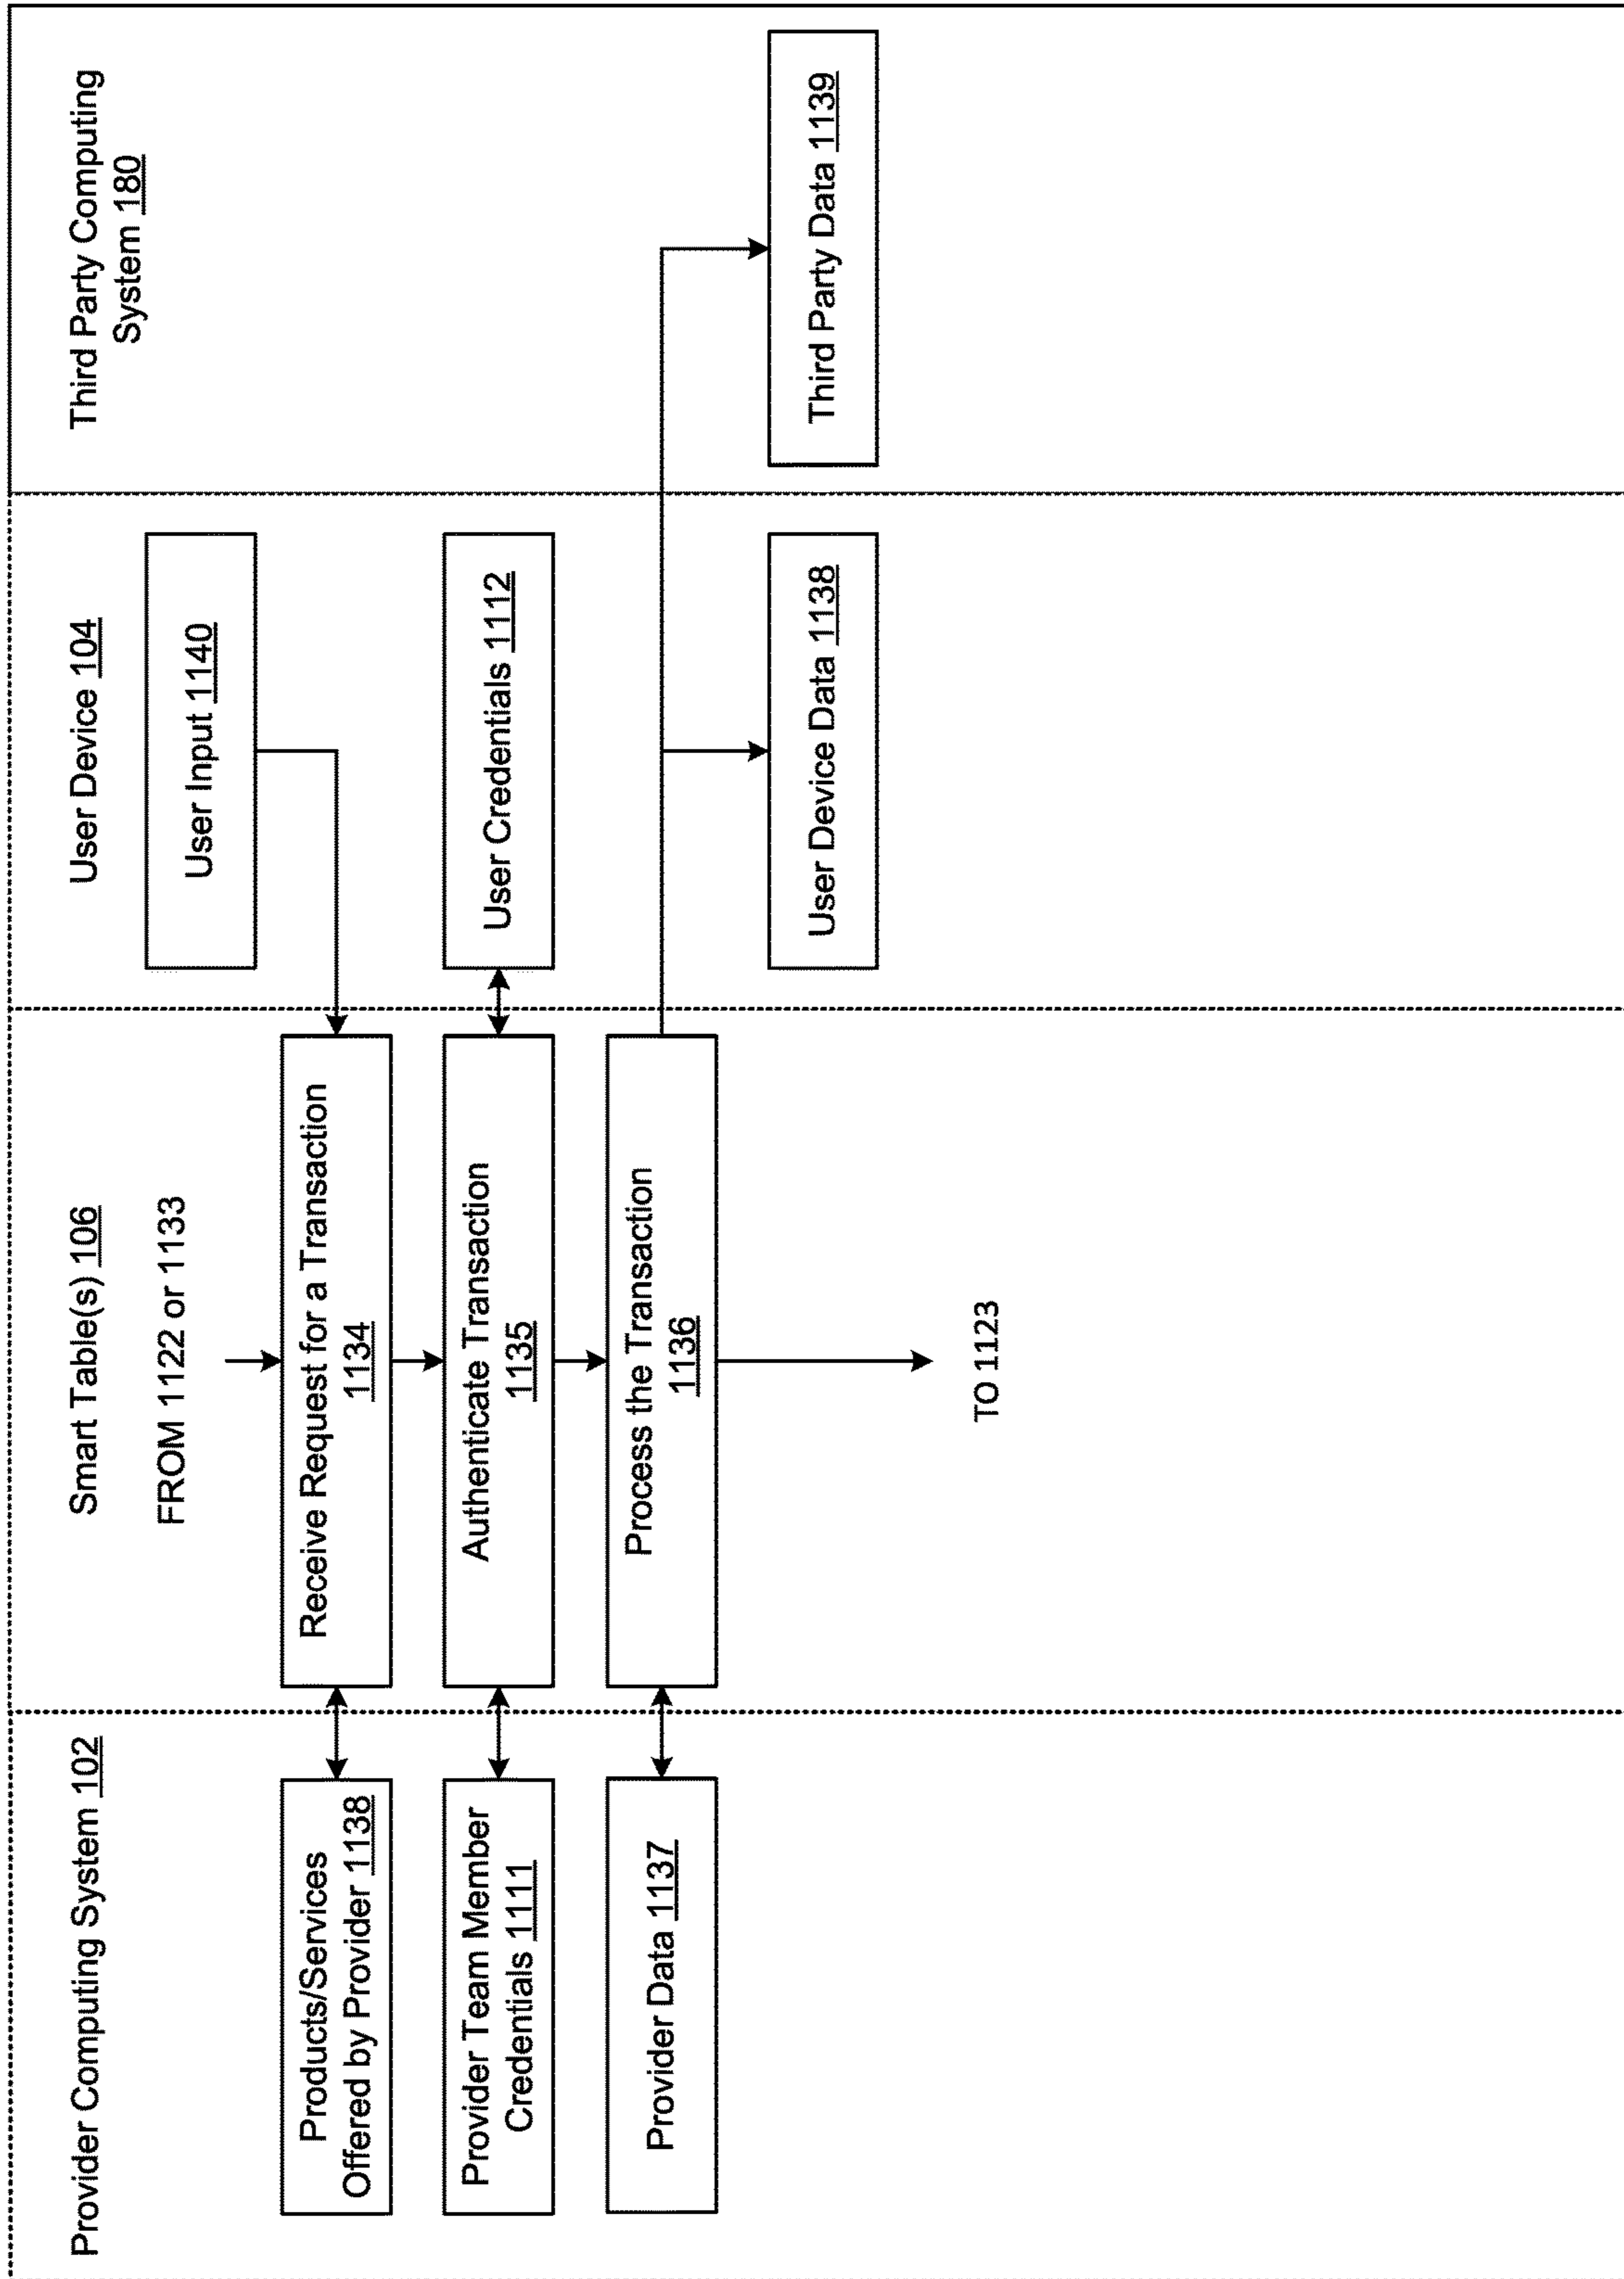 Provider Computing System 102
Smart Table(s) 106
User Device 104
Third Party Computing
System 180
FROM 1122 or 1133
User Input 1140
Products/Services
Offered by Provider 1138
Receive Request for a Transaction
1134
Provider Team Member
Credentials 1111
Authenticate Transaction
1135
User Credentials 1112
Provider Data 1137
Process the Transaction
1136
User Device Data 1138
Third Party Data 1139
TO 1123